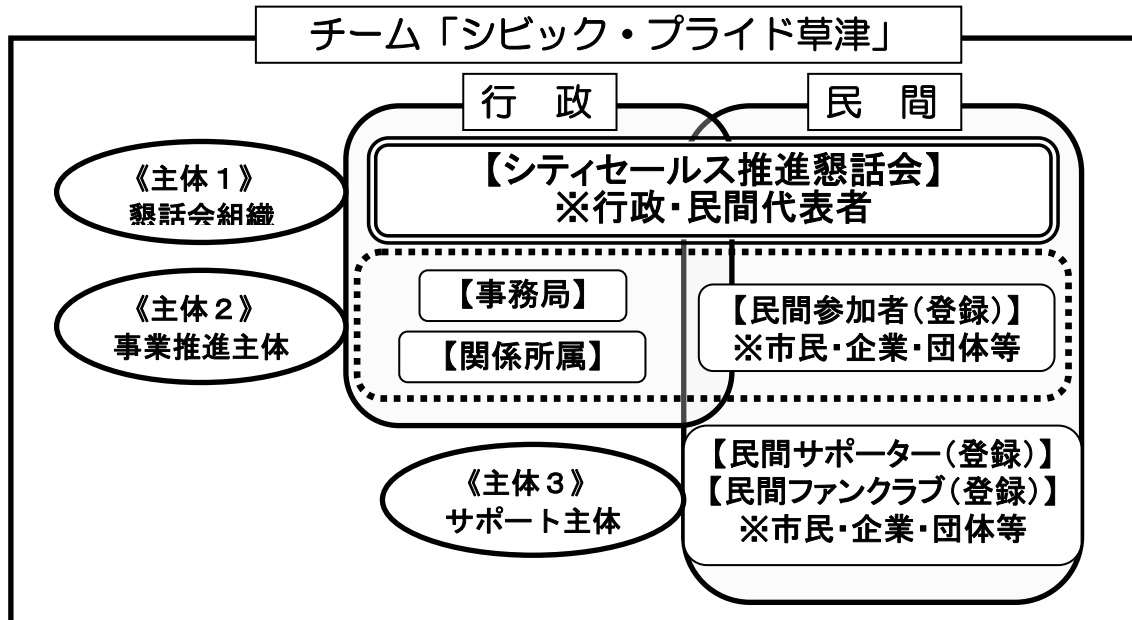 チーム「シビック・プライド草津」
行　政
民　間
《主体１》
懇話会組織
【シティセールス推進懇話会】
※行政・民間代表者
《主体２》
事業推進主体
【事務局】
【関係所属】
【民間参加者（登録）】
※市民・企業・団体等
《主体３》
サポート主体
【民間サポーター（登録）】
【民間ファンクラブ（登録）】
※市民・企業・団体等